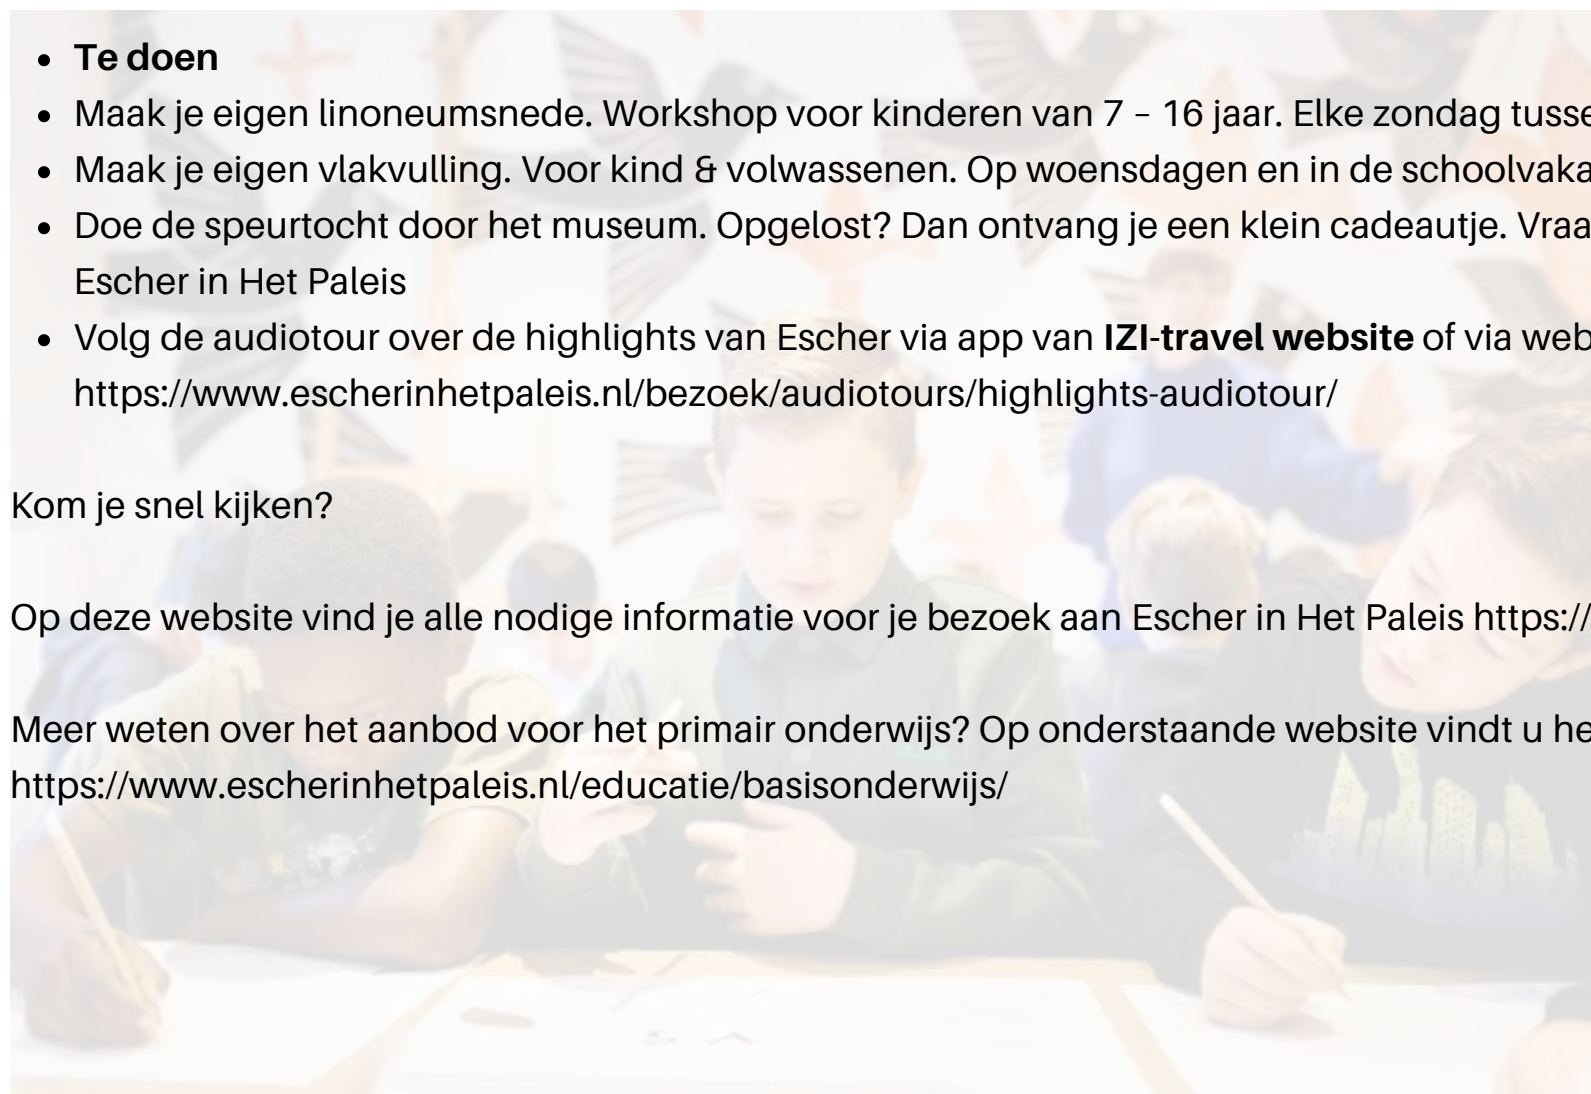 Te doen
Maak je eigen linoneumsnede. Workshop voor kinderen van 7 – 16 jaar. Elke zondag
Maak je eigen vlakvulling. Voor kind & volwassenen. Op woensdagen en in de
Doe de speurtocht door het museum. Opgelost? Dan ontvang je een klein cadeautje.
Escher in Het Paleis
Volg de audiotour over de highlights van Escher via app van IZI-travel website of via
https://www.escherinhetpaleis.nl/bezoek/audiotours/highlights-audiotour/
Kom je snel kijken?
Op deze website vind je alle nodige informatie voor je bezoek aan Escher in Het Paleis https://
Meer weten over het aanbod voor het primair onderwijs? Op onderstaande website vindt u
https://www.escherinhetpaleis.nl/educatie/basisonderwijs/